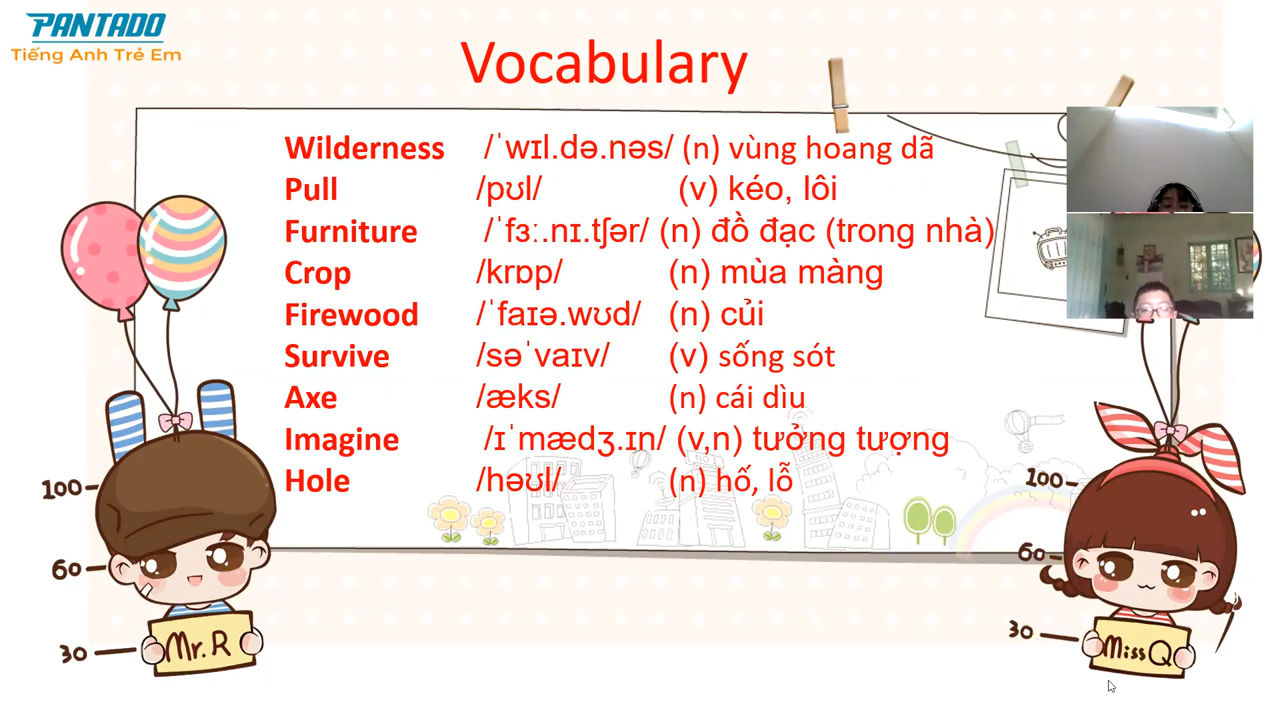 PANTADO
Tiếng Anh Trẻ Em
Vocabulary
Wilderness /ˈwɪl.də.nəs/ (n) vùng hoang dã
Pull /pʊl/ (v) kéo, lôi
Furniture /ˈfɜː.nɪ.tʃər/ (n) đồ đạc (trong nhà)
Crop /krɒp/ (n) mùa màng
Firewood /ˈfaɪə.wʊd/ (n) củi
Survive /səˈvaɪv/ (v) sống sót
Axe /æks/ (n) cái dìu
Imagine /ɪˈmædʒ.ɪn/ (v,n) tưởng tượng
Hole /həʊl/ (n) hố, lỗ
100
60
30
Mr.R
100
60
30
Miss Q